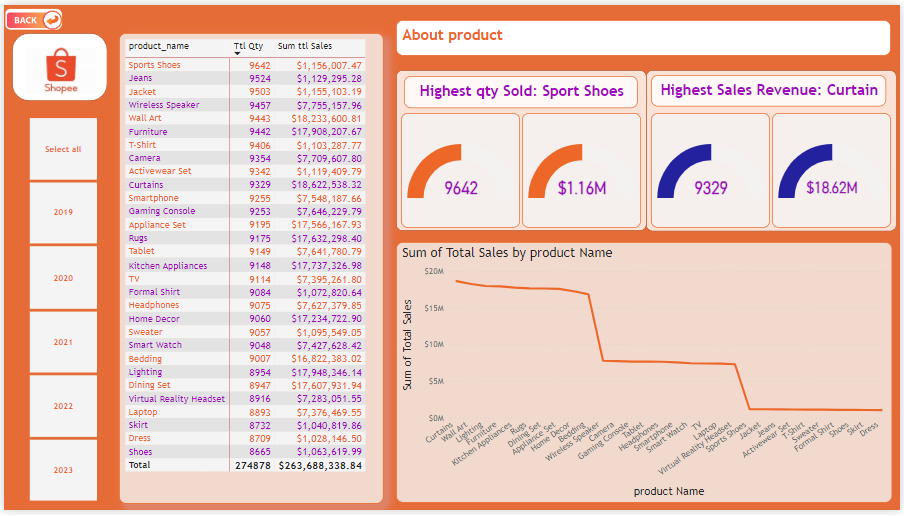 BACK
Shopee
Select all
2019
2020
2021
2022
2023
product_name Ttl Qty Sum ttl Sales
Sports Shoes 9642 $1,156,007.47
Jeans 9524 $1,129,295.28
Jacket 9503 $1,155,103.19
Wireless Speaker 9457 $7,755,157.96
Wall Art 9443 $18,233,600.81
Furniture 9442 $17,908,207.67
T-Shirt 9406 $1,103,287.77
Camera 9354 $7,709,607.80
Activewear Set 9342 $1,119,409.79
Curtains 9329 $18,622,538.32
Smartphone 9255 $7,548,187.66
Gaming Console 9253 $7,646,229.79
Appliance Set 9195 $17,566,167.93
Rugs 9175 $17,632,298.40
Tablet 9149 $7,641,780.79
Kitchen Appliances 9148 $17,737,326.98
TV 9114 $7,395,261.80
Formal Shirt 9084 $1,072,820.64
Headphones 9075 $7,627,379.85
Home Decor 9060 $17,234,722.90
Sweater 9057 $1,095,549.05
Smart Watch 9048 $7,427,628.42
Bedding 9007 $16,822,383.02
Lighting 8954 $17,948,346.14
Dining Set 8947 $17,607,931.94
Virtual Reality Headset 8916 $7,283,051.55
Laptop 8893 $7,376,469.55
Skirt 8732 $1,040,819.86
Dress 8709 $1,028,146.50
Shoes 8665 $1,063,619.99
Total 274878 $263,688,338.84
About product
Highest qty Sold: Sport Shoes
9642
$1.16M
Highest Sales Revenue: Curtain
9329
$18.62M
Sum of Total Sales by product Name
Sum of Total Sales
$20M
$15M
$10M
$5M
$0M
Curtains
Wall Art
Lighting
Furniture
Kitchen Appliances
Rugs
Dining Set
Appliance Set
Home Decor
Bedding
Wireless Speaker
Camera
Gaming Console
Tablet
Headphones
Smartphone
Smart Watch
TV
Laptop
Virtual Reality Headset
Sports Shoes
Jacket
Jeans
Activewear Set
T-Shirt
Sweater
Formal Shirt
Shoes
Skirt
Dress
product Name